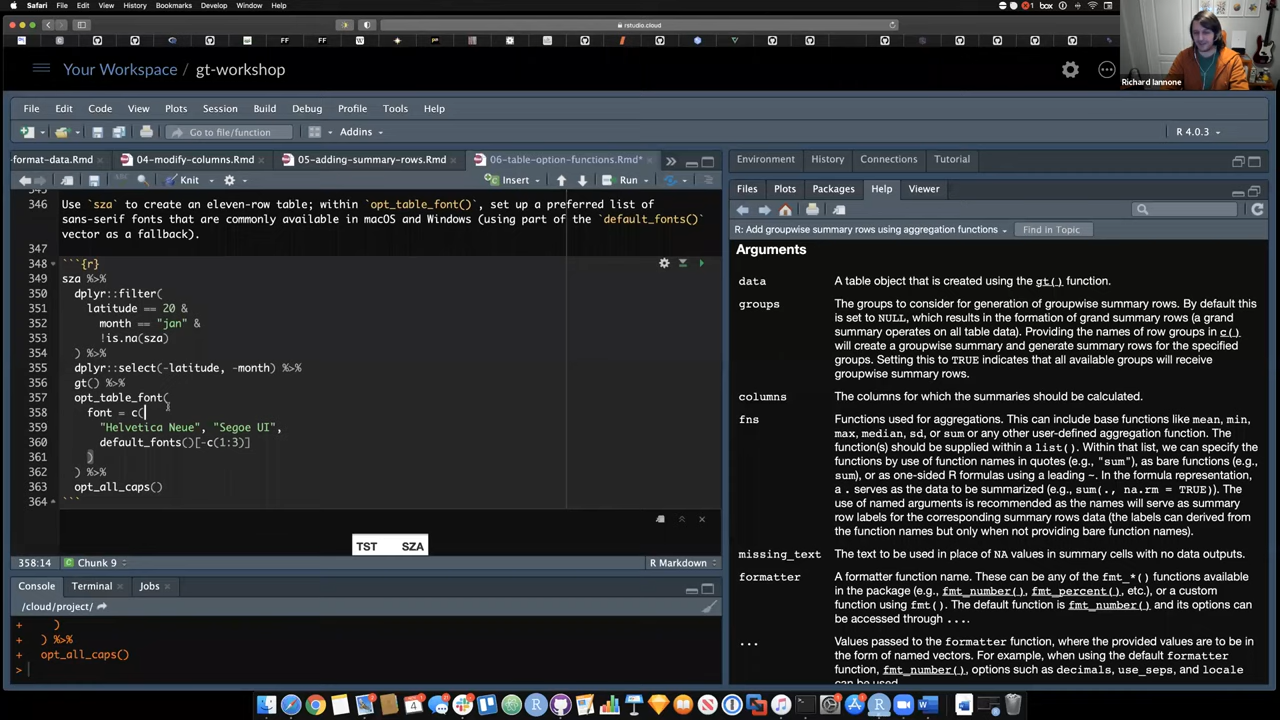 Safari File Edit View History Bookmarks Develop Window Help
box
rstudio.cloud
FF FF W
Richard Iannone
Your Workspace / gt-workshop
File Edit Code View Plots Session Build Debug Profile Tools Help
Go to file/function Addins R 4.0.3
-format-data.Rmd 04-modify-columns.Rmd 05-adding-summary-rows.Rmd 06-table-option-functions.Rmd*
Knit Insert Run
345
346 Use `sza` to create an eleven-row table; within `opt_table_font()`, set up a preferred list of
sans-serif fonts that are commonly available in macOS and Windows (using part of the `default_fonts()`
vector as a fallback).
347
348 ```{r}
349 sza %>%
350 dplyr::filter(
351 latitude == 20 &
352 month == "jan" &
353 !is.na(sza)
354 ) %>%
355 dplyr::select(-latitude, -month) %>%
356 gt() %>%
357 opt_table_font(
358 font = c(
359 "Helvetica Neue", "Segoe UI",
360 default_fonts()[-c(1:3)]
361 )
362 ) %>%
363 opt_all_caps()
364 ```
TST SZA
358:14 Chunk 9 R Markdown
Console Terminal Jobs
/cloud/project/
+ )
+ ) %>%
+ opt_all_caps()
>
Environment History Connections Tutorial
Files Plots Packages Help Viewer
R: Add groupwise summary rows using aggregation functions Find in Topic
Arguments
data A table object that is created using the gt() function.
groups The groups to consider for generation of groupwise summary rows. By default this
is set to NULL, which results in the formation of grand summary rows (a grand
summary operates on all table data). Providing the names of row groups in c()
will create a groupwise summary and generate summary rows for the specified
groups. Setting this to TRUE indicates that all available groups will receive
groupwise summary rows.
columns The columns for which the summaries should be calculated.
fns Functions used for aggregations. This can include base functions like mean, min,
max, median, sd, or sum or any other user-defined aggregation function. The
function(s) should be supplied within a list(). Within that list, we can specify the
functions by use of function names in quotes (e.g., "sum"), as bare functions (e.g.,
sum), or as one-sided R formulas using a leading ~. In the formula representation,
a . serves as the data to be summarized (e.g., sum(., na.rm = TRUE)). The
use of named arguments is recommended as the names will serve as summary
row labels for the corresponding summary rows data (the labels can derived from
the function names but only when not providing bare function names).
missing_text The text to be used in place of NA values in summary cells with no data outputs.
formatter A formatter function name. These can be any of the fmt_*() functions available
in the package (e.g., fmt_number(), fmt_percent(), etc.), or a custom
function using fmt(). The default function is fmt_number() and its options can
be accessed through ....
... Values passed to the formatter function, where the provided values are to be in
the form of named vectors. For example, when using the default formatter
function, fmt_number(), options such as decimals, use_seps, and locale
can be used.